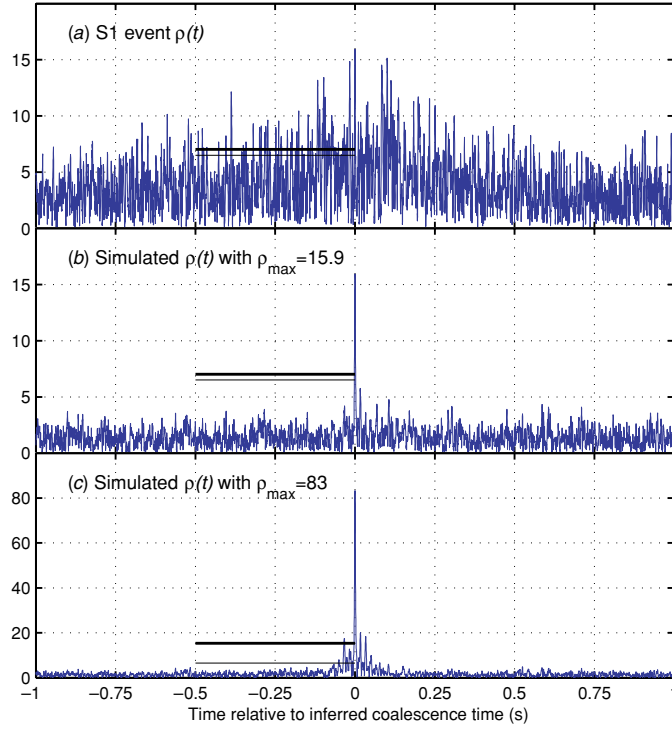 (a) S1 event ρ(t)
15
10
5
0
(b) Simulated ρ(t) with ρmax=15.9
15
10
5
0
(c) Simulated ρ(t) with ρmax=83
80
60
40
20
0
−1 −0.75 −0.5 −0.25 0 0.25 0.5 0.75
Time relative to inferred coalescence time (s)